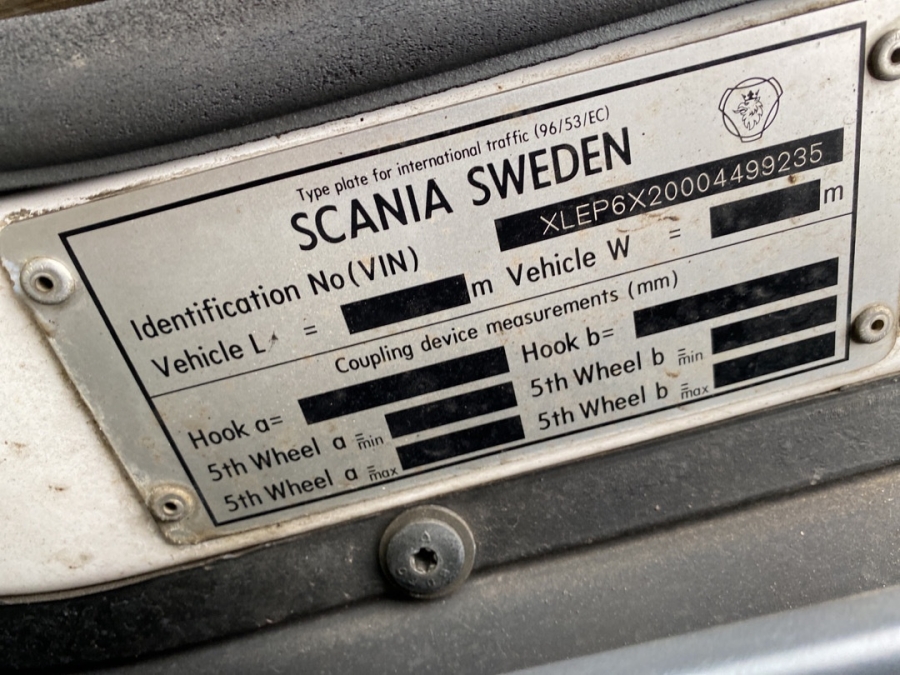 Type plate for international traffic (96/53/EC)
SCANIA SWEDEN
Identification No(VIN) XLEP6X20004499235
Vehicle L = m Vehicle W = m
Coupling device measurements (mm)
Hook a= Hook b=
5th Wheel a min = 5th Wheel b min =
5th Wheel a max = 5th Wheel b max =